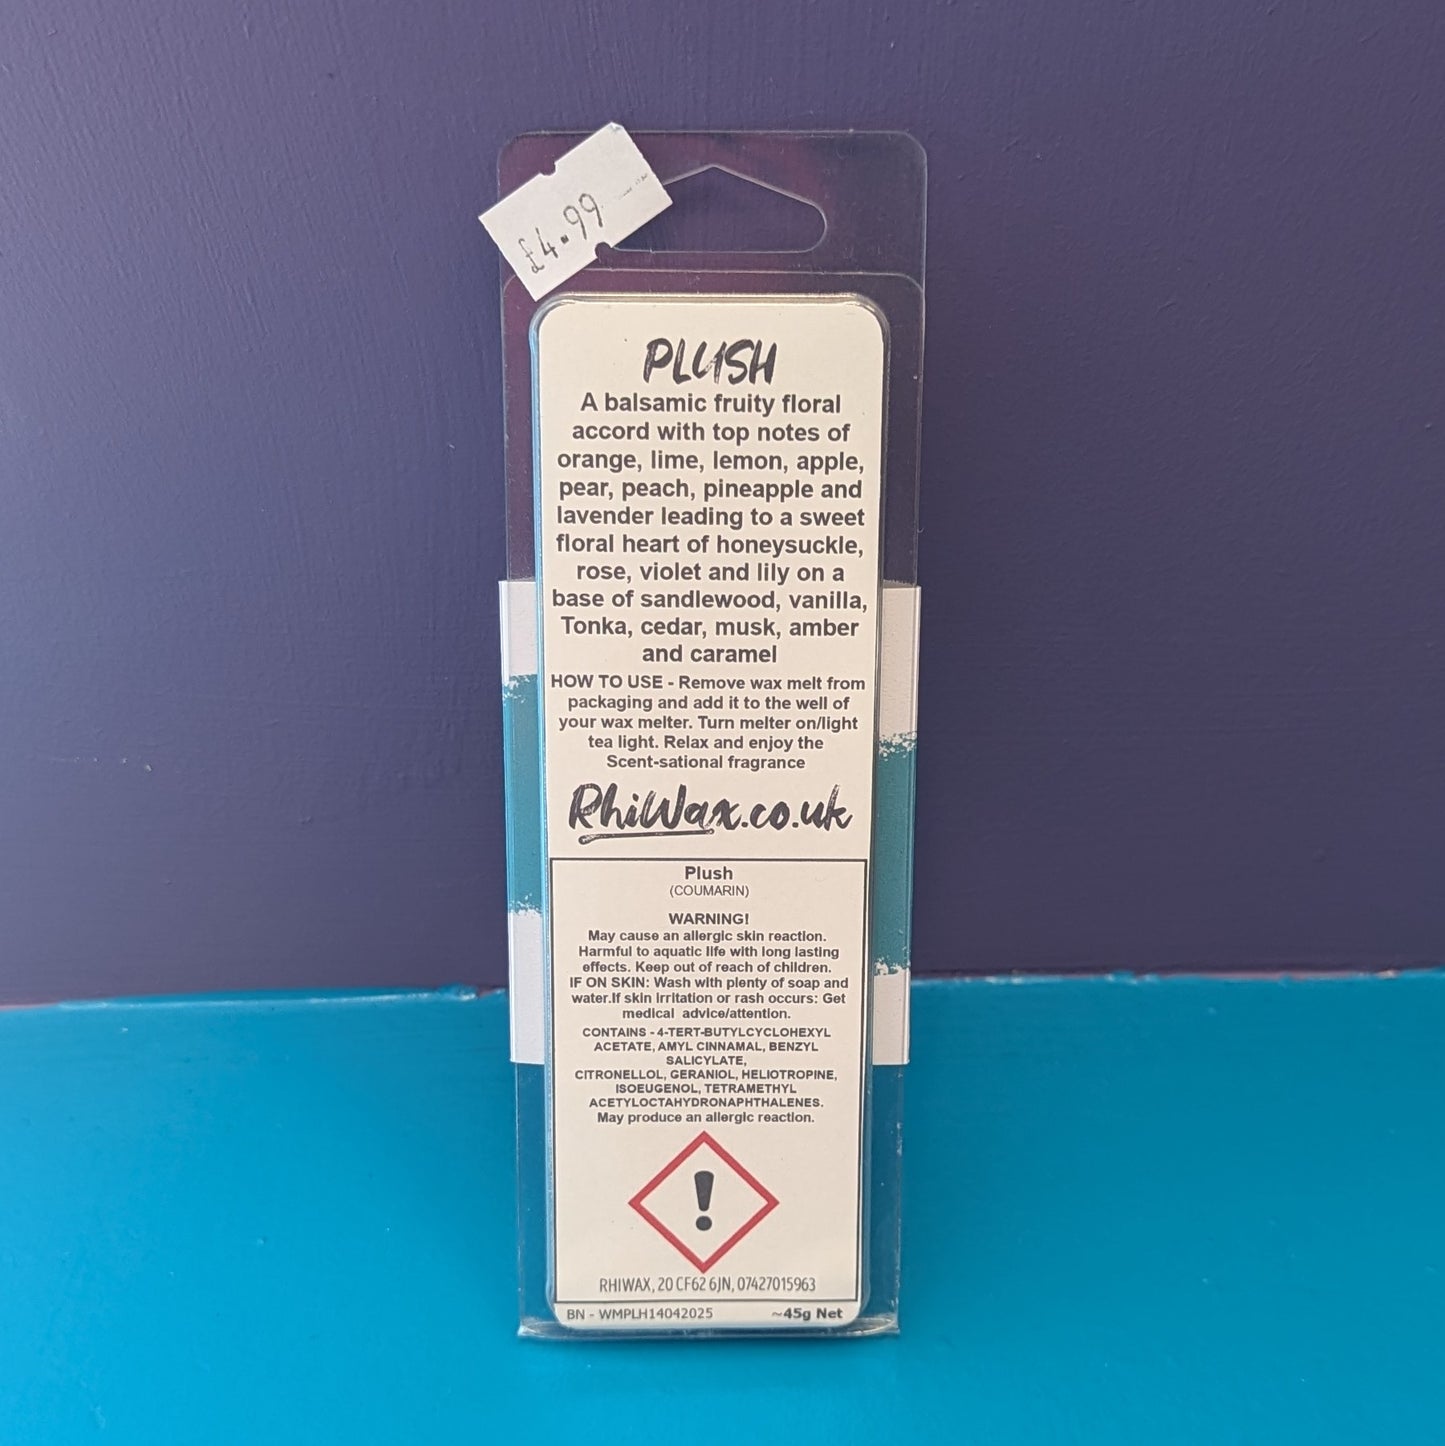 £4.99
PLUSH
A balsamic fruity floral
accord with top notes of
orange, lime, lemon, apple,
pear, peach, pineapple and
lavender leading to a sweet
floral heart of honeysuckle,
rose, violet and lily on a
base of sandlewood, vanilla,
Tonka, cedar, musk, amber
and caramel
HOW TO USE - Remove wax melt from
packaging and add it to the well of
your wax melter. Turn melter on/light
tea light. Relax and enjoy the
Scent-sational fragrance
RhiWax.co.uk
Plush
(COUMARIN)
WARNING!
May cause an allergic skin reaction.
Harmful to aquatic life with long lasting
effects. Keep out of reach of children.
IF ON SKIN: Wash with plenty of soap and
water.If skin irritation or rash occurs: Get
medical advice/attention.
CONTAINS - 4-TERT-BUTYLCYCLOHEXYL
ACETATE, AMYL CINNAMAL, BENZYL
SALICYLATE,
CITRONELLOL, GERANIOL, HELIOTROPINE,
ISOEUGENOL, TETRAMETHYL
ACETYLOCTAHYDRONAPHTHALENES.
May produce an allergic reaction.
RHIWAX, 20 CF62 6JN, 07427015963
BN - WMPLH14042025 ~45g Net